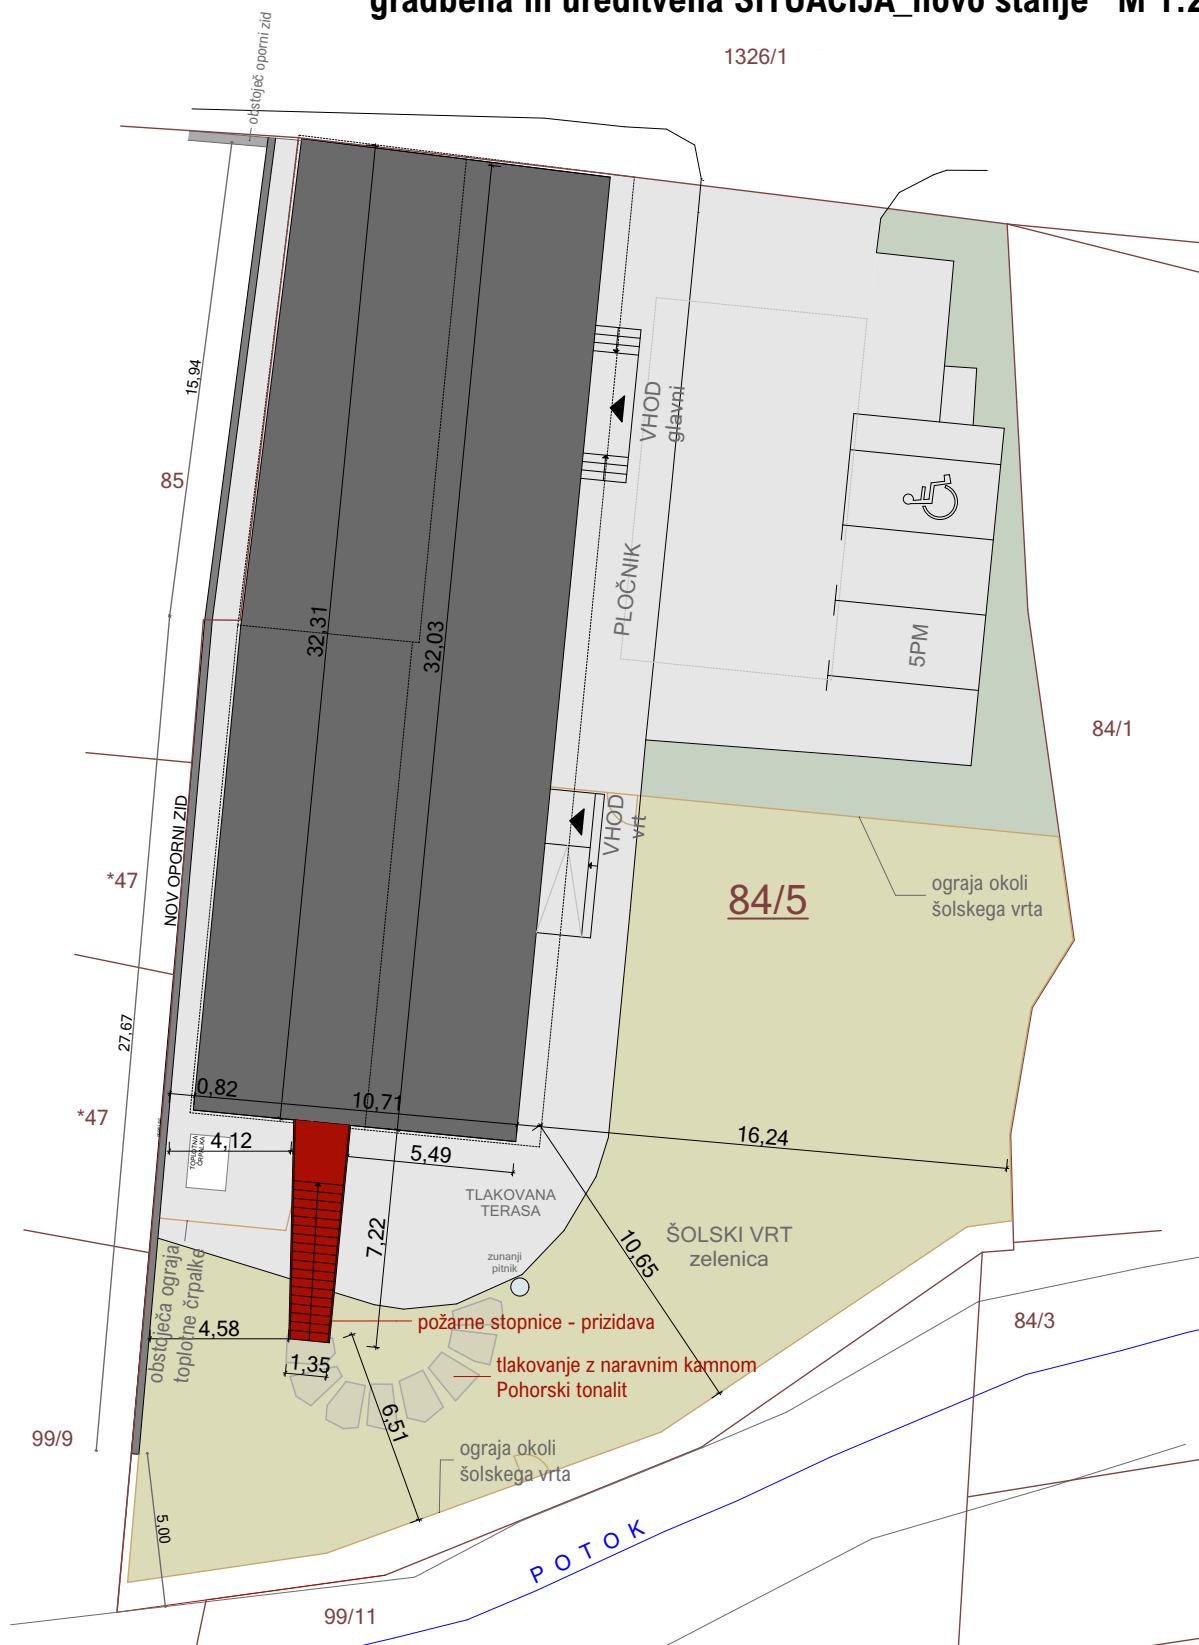 gradbena in ureditvena SITUACIJA_novo stanje M 1:2
1326/1
obstoječ oporni zid
15,94
85
VHOD
glavni
PLOČNIK
32,31
32,03
5PM
84/1
NOV OPORNI ZID
*47
VHOD
vrt
84/5
ograja okoli
šolskega vrta
27,67
*47
0,82
10,71
16,24
TOPLOTNA
ČRPALKA
4,12
5,49
TLAKOVANA
TERASA
7,22
10,65
ŠOLSKI VRT
zelenica
zunanji
pitnik
obstoječa ograja
toplotne črpalke
4,58
požarne stopnice - prizidava
84/3
1,35
tlakovanje z naravnim kamnom
Pohorski tonalit
6,51
99/9
ograja okoli
šolskega vrta
5,00
POTOK
99/11